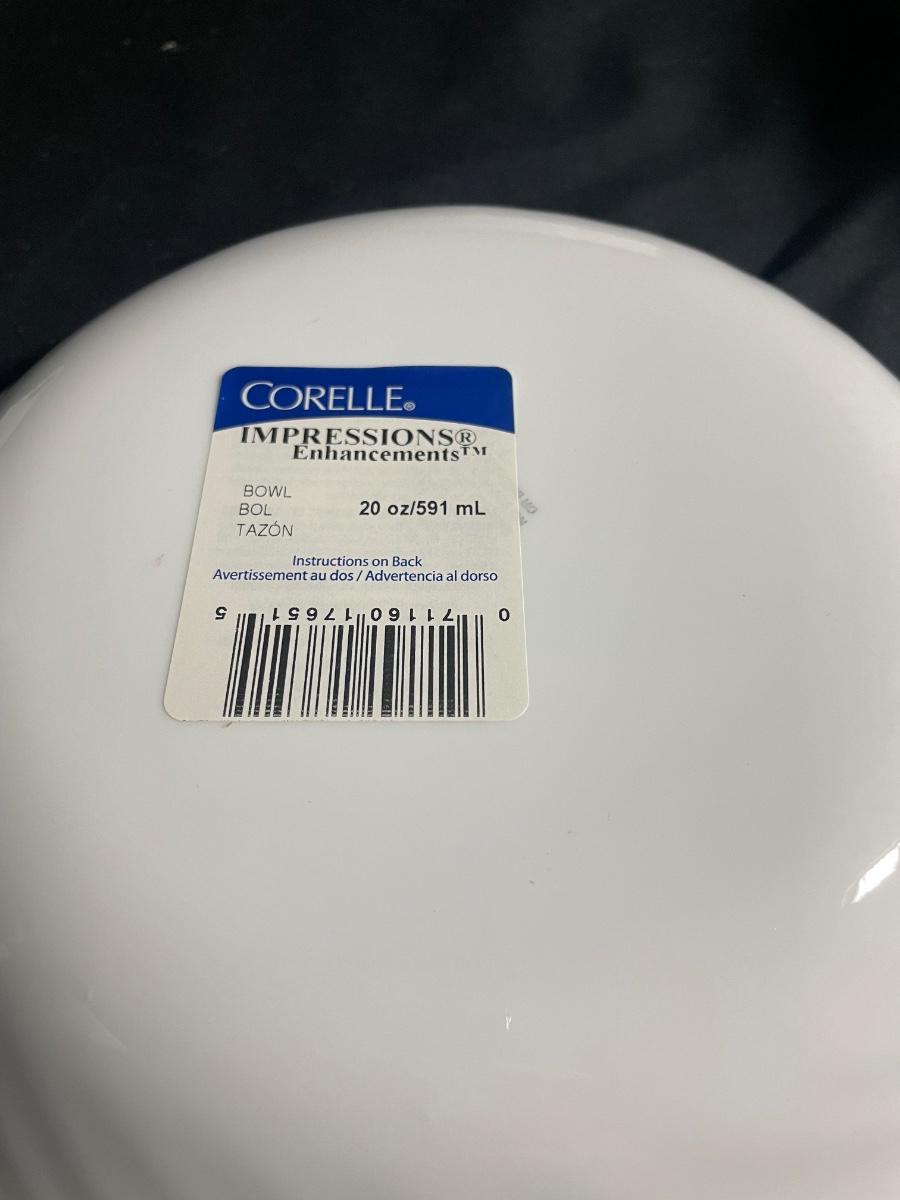 CORELLE®
IMPRESSIONS®
Enhancements™
BOWL
BOL 20 oz/591 mL
TAZÓN
Instructions on Back
Avertissement au dos / Advertencia al dorso
0 71160 17651 5